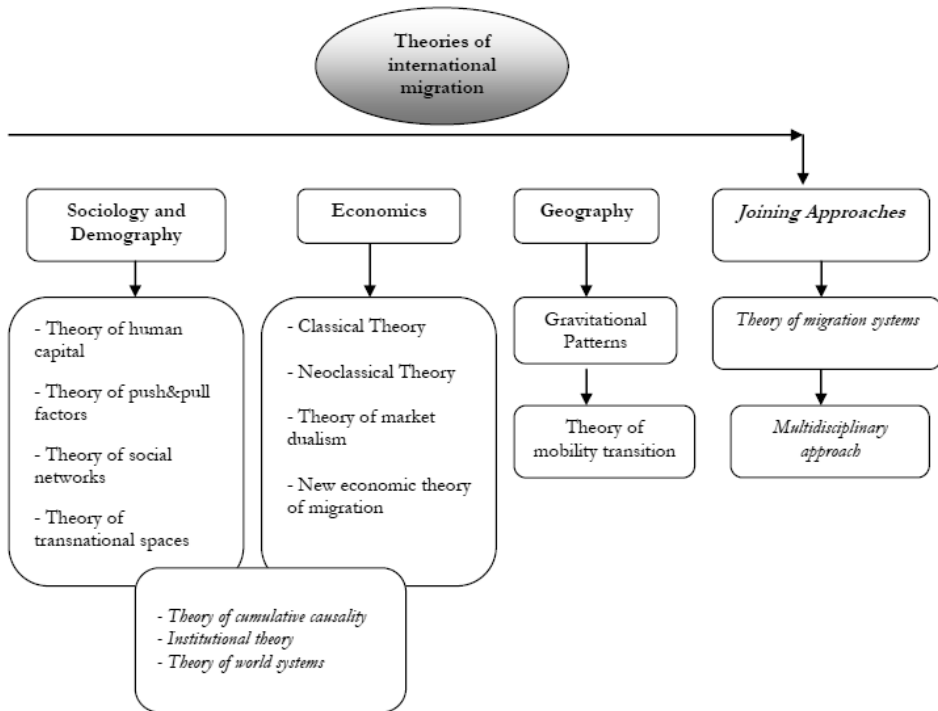 Theories of
international
migration
Sociology and
Demography
Economics
Geography
Joining Approaches
- Theory of human
capital
- Theory of push&pull
factors
- Theory of social
networks
- Theory of
transnational spaces
- Classical Theory
- Neoclassical Theory
- Theory of market
dualism
- New economic theory
of migration
Gravitational
Patterns
Theory of
mobility transition
Theory of migration systems
Multidisciplinary
approach
- Theory of cumulative causality
- Institutional theory
- Theory of world systems